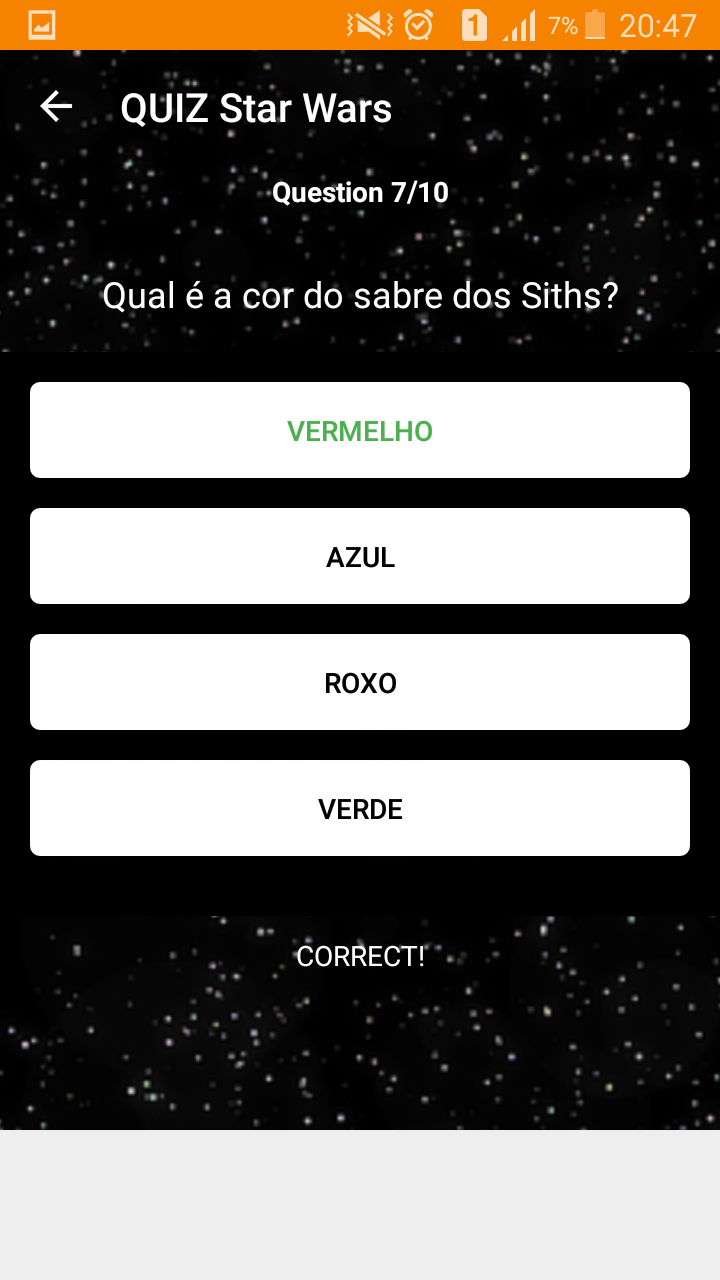 1 7% 20:47
QUIZ Star Wars
Question 7/10
Qual é a cor do sabre dos Siths?
VERMELHO
AZUL
ROXO
VERDE
CORRECT!